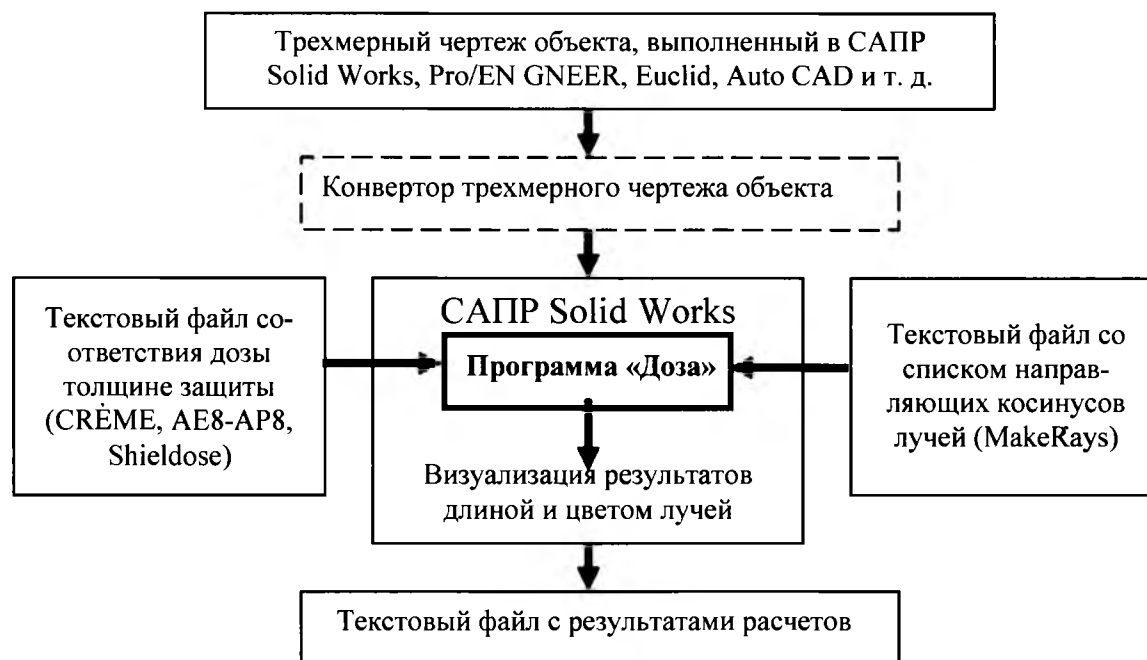 Трехмерный чертеж объекта, выполненный в САПР
Solid Works, Pro/EN GNEER, Euclid, Auto CAD и т. д.
Конвертор трехмерного чертежа объекта
Текстовый файл со-
ответствия дозы
толщине защиты
(CRÈME, AE8-AP8,
Shieldose)
САПР Solid Works
Программа «Доза»
Визуализация результатов
длиной и цветом лучей
Текстовый файл со
списком направ-
ляющих косинусов
лучей (MakeRays)
Текстовый файл с результатами расчетов